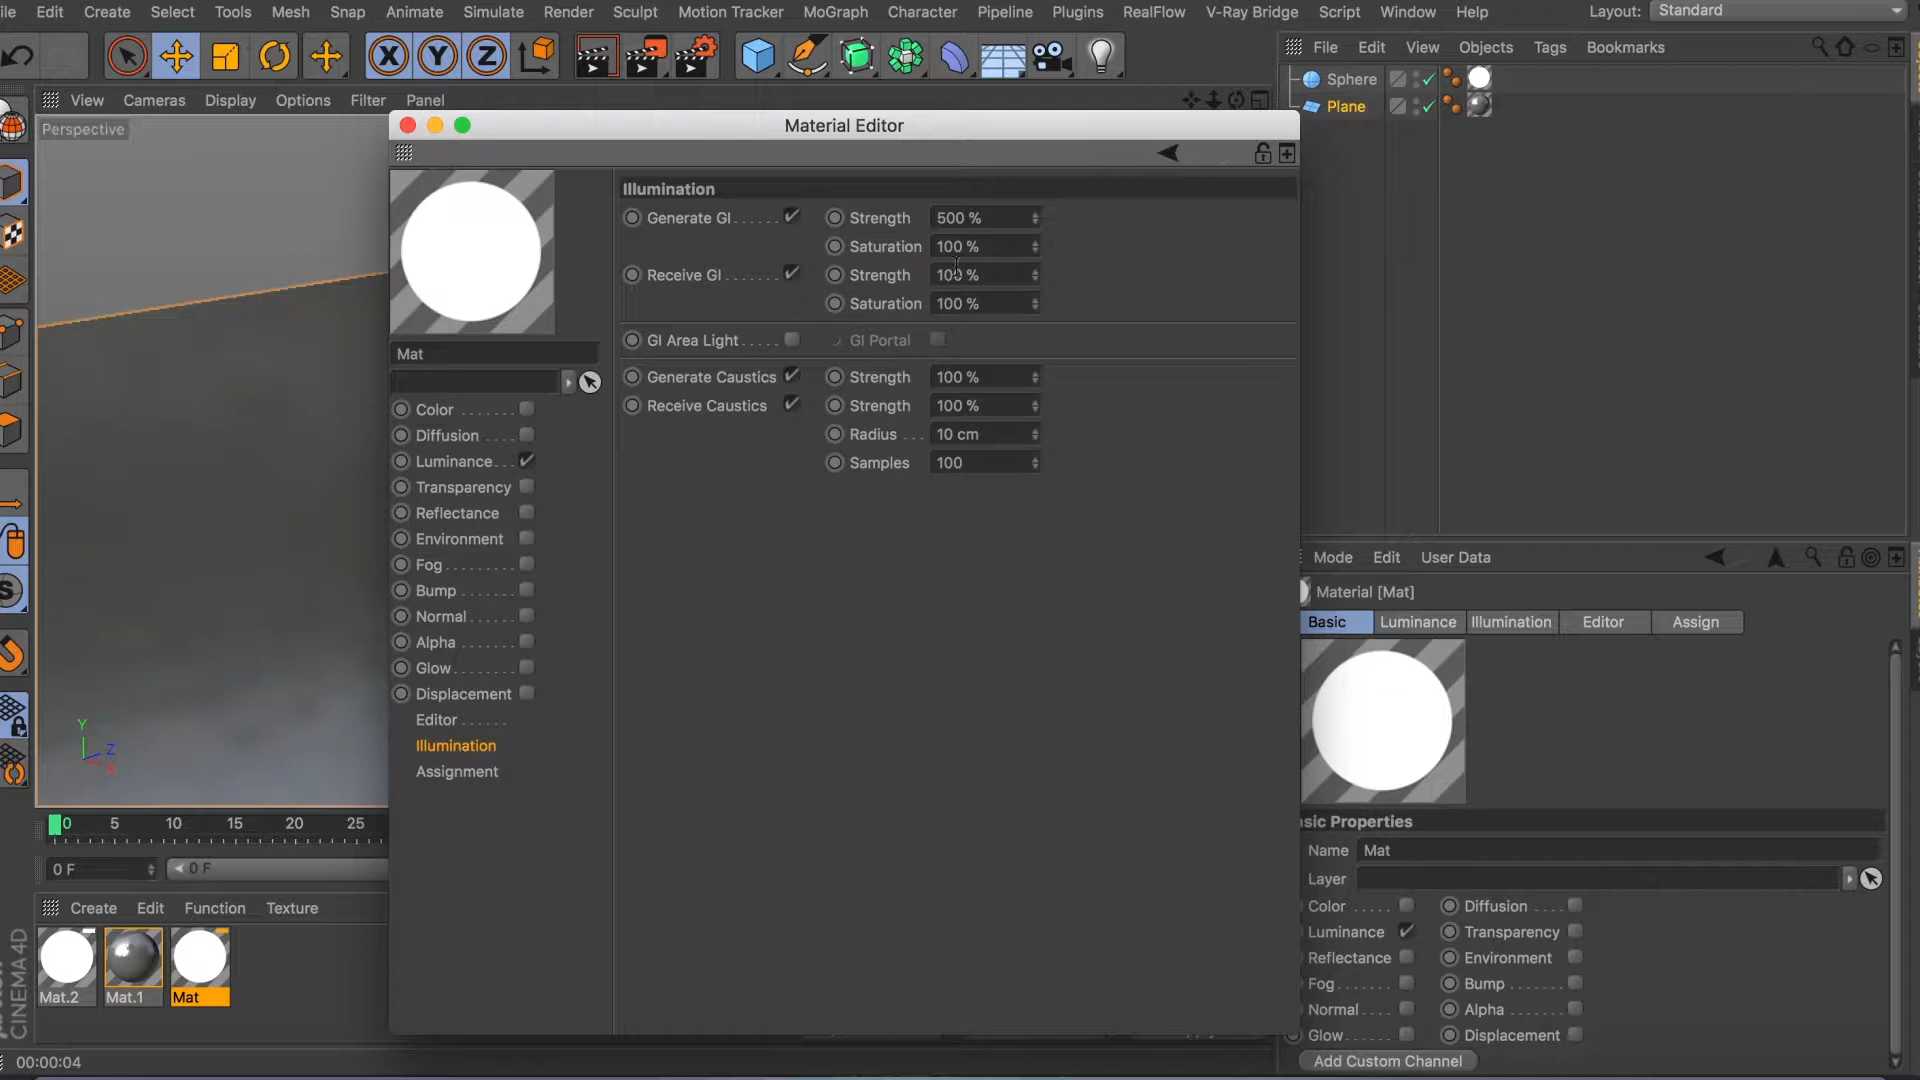 ile Edit Create Select Tools Mesh Snap Animate Simulate Render Sculpt Motion Tracker MoGraph Character Pipeline Plugins RealFlow V-Ray Bridge Script Window Help Layout: Standard
File Edit View Objects Tags Bookmarks
Sphere
Plane
View Cameras Display Options Filter Panel
Perspective
Material Editor
Mat
Color
Diffusion
Luminance
Transparency
Reflectance
Environment
Fog
Bump
Normal
Alpha
Glow
Displacement
Editor
Illumination
Assignment
Illumination
Generate GI Strength 500 %
Saturation 100 %
Receive GI Strength 100 %
Saturation 100 %
GI Area Light GI Portal
Generate Caustics Strength 100 %
Receive Caustics Strength 100 %
Radius 10 cm
Samples 100
Y
Z
X
0 5 10 15 20 25
0 F 0 F
Create Edit Function Texture
Mat.2 Mat.1 Mat
CINEMA 4D
00:00:04
Mode Edit User Data
Material [Mat]
Basic Luminance Illumination Editor Assign
sic Properties
Name Mat
Layer
Color Diffusion
Luminance Transparency
Reflectance Environment
Fog Bump
Normal Alpha
Glow Displacement
Add Custom Channel